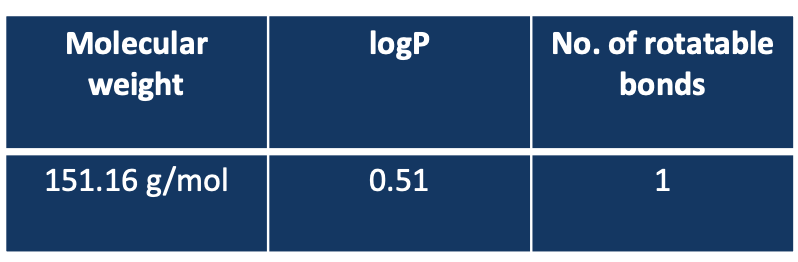 Molecular
weight
logP
No. of rotatable
bonds
151.16 g/mol
0.51
1